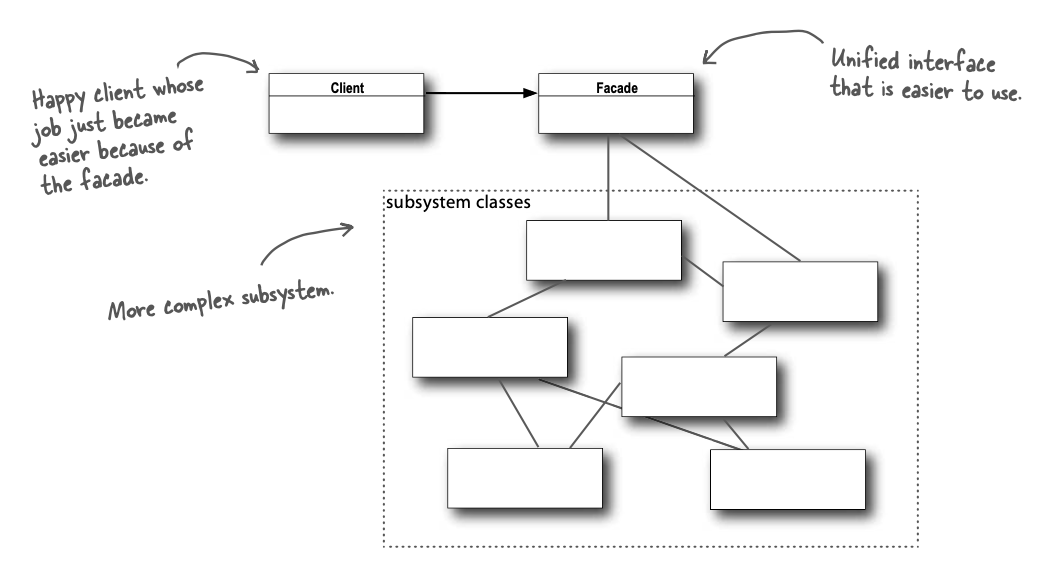 Happy client whose
job just became
easier because of
the facade.
Client
Facade
Unified interface
that is easier to use.
subsystem classes
More complex subsystem.